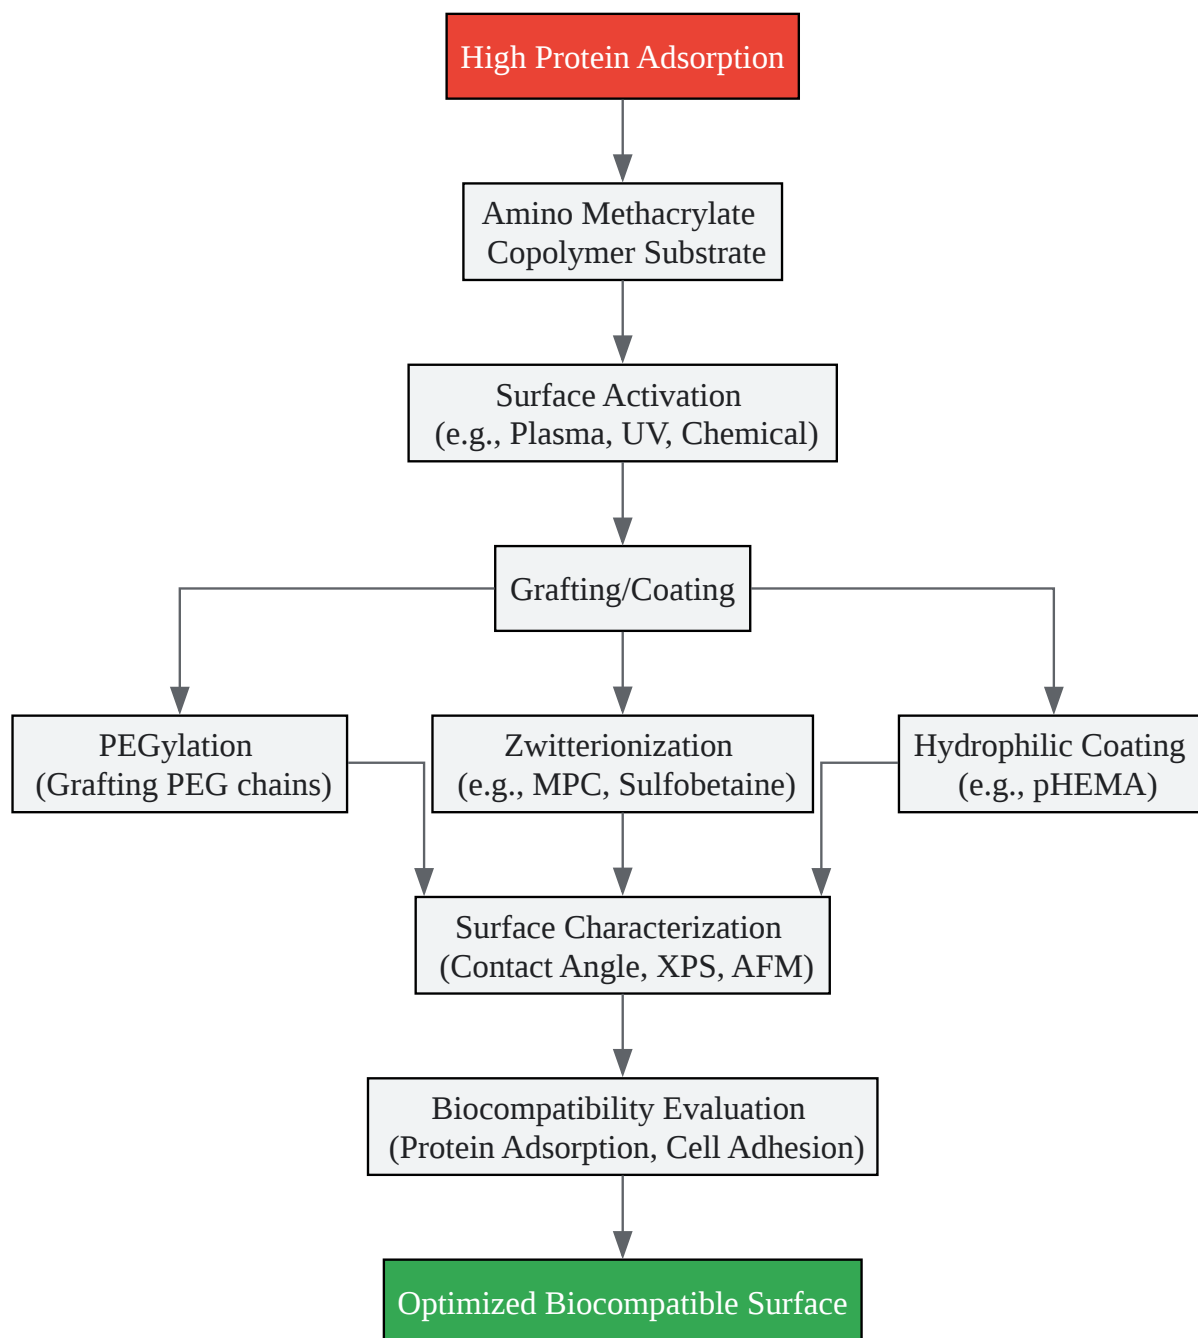 High Protein Adsorption
Amino Methacrylate
Copolymer Substrate
Surface Activation
(e.g., Plasma, UV, Chemical)
Grafting/Coating
PEGylation
(Grafting PEG chains)
Zwitterionization
(e.g., MPC, Sulfobetaine)
Hydrophilic Coating
(e.g., pHEMA)
Surface Characterization
(Contact Angle, XPS, AFM)
Biocompatibility Evaluation
(Protein Adsorption, Cell Adhesion)
Optimized Biocompatible Surface